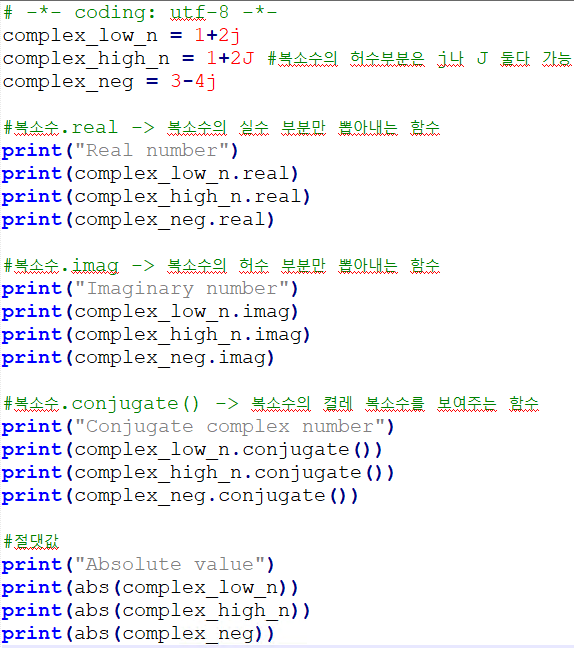 # -*- coding: utf-8 -*-
complex_low_n = 1+2j
complex_high_n = 1+2J #복소수의 허수부분은 j나 J 둘다 가능
complex_neg = 3-4j
#복소수.real -> 복소수의 실수 부분만 뽑아내는 함수
print("Real number")
print(complex_low_n.real)
print(complex_high_n.real)
print(complex_neg.real)
#복소수.imag -> 복소수의 허수 부분만 뽑아내는 함수
print("Imaginary number")
print(complex_low_n.imag)
print(complex_high_n.imag)
print(complex_neg.imag)
#복소수.conjugate() -> 복소수의 켤레 복소수를 보여주는 함수
print("Conjugate complex number")
print(complex_low_n.conjugate())
print(complex_high_n.conjugate())
print(complex_neg.conjugate())
#절댓값
print("Absolute value")
print(abs(complex_low_n))
print(abs(complex_high_n))
print(abs(complex_neg))